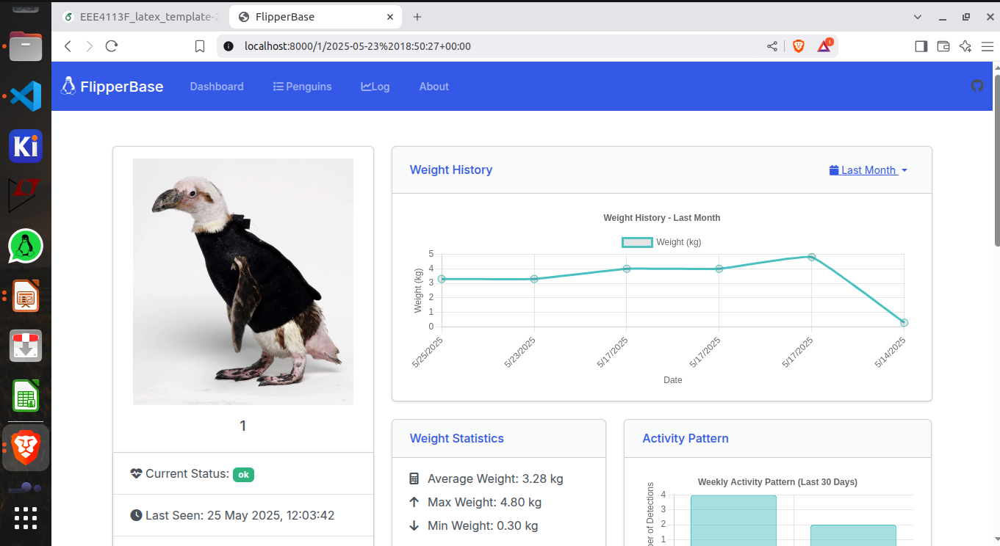 EEE4113F_latex_template-2
FlipperBase
localhost:8000/1/2025-05-23%2018:50:27+00:00
1
Ki
FlipperBase
Dashboard
Penguins
Log
About
1
Current Status: ok
Last Seen: 25 May 2025, 12:03:42
Weight History
Last Month
Weight History - Last Month
Weight (kg)
Weight (kg)
5
4
3
2
1
0
5/25/2025
5/23/2025
5/17/2025
5/17/2025
5/17/2025
5/14/2025
Date
Weight Statistics
Average Weight: 3.28 kg
Max Weight: 4.80 kg
Min Weight: 0.30 kg
Activity Pattern
Weekly Activity Pattern (Last 30 Days)
of Detections
4
3
2
1